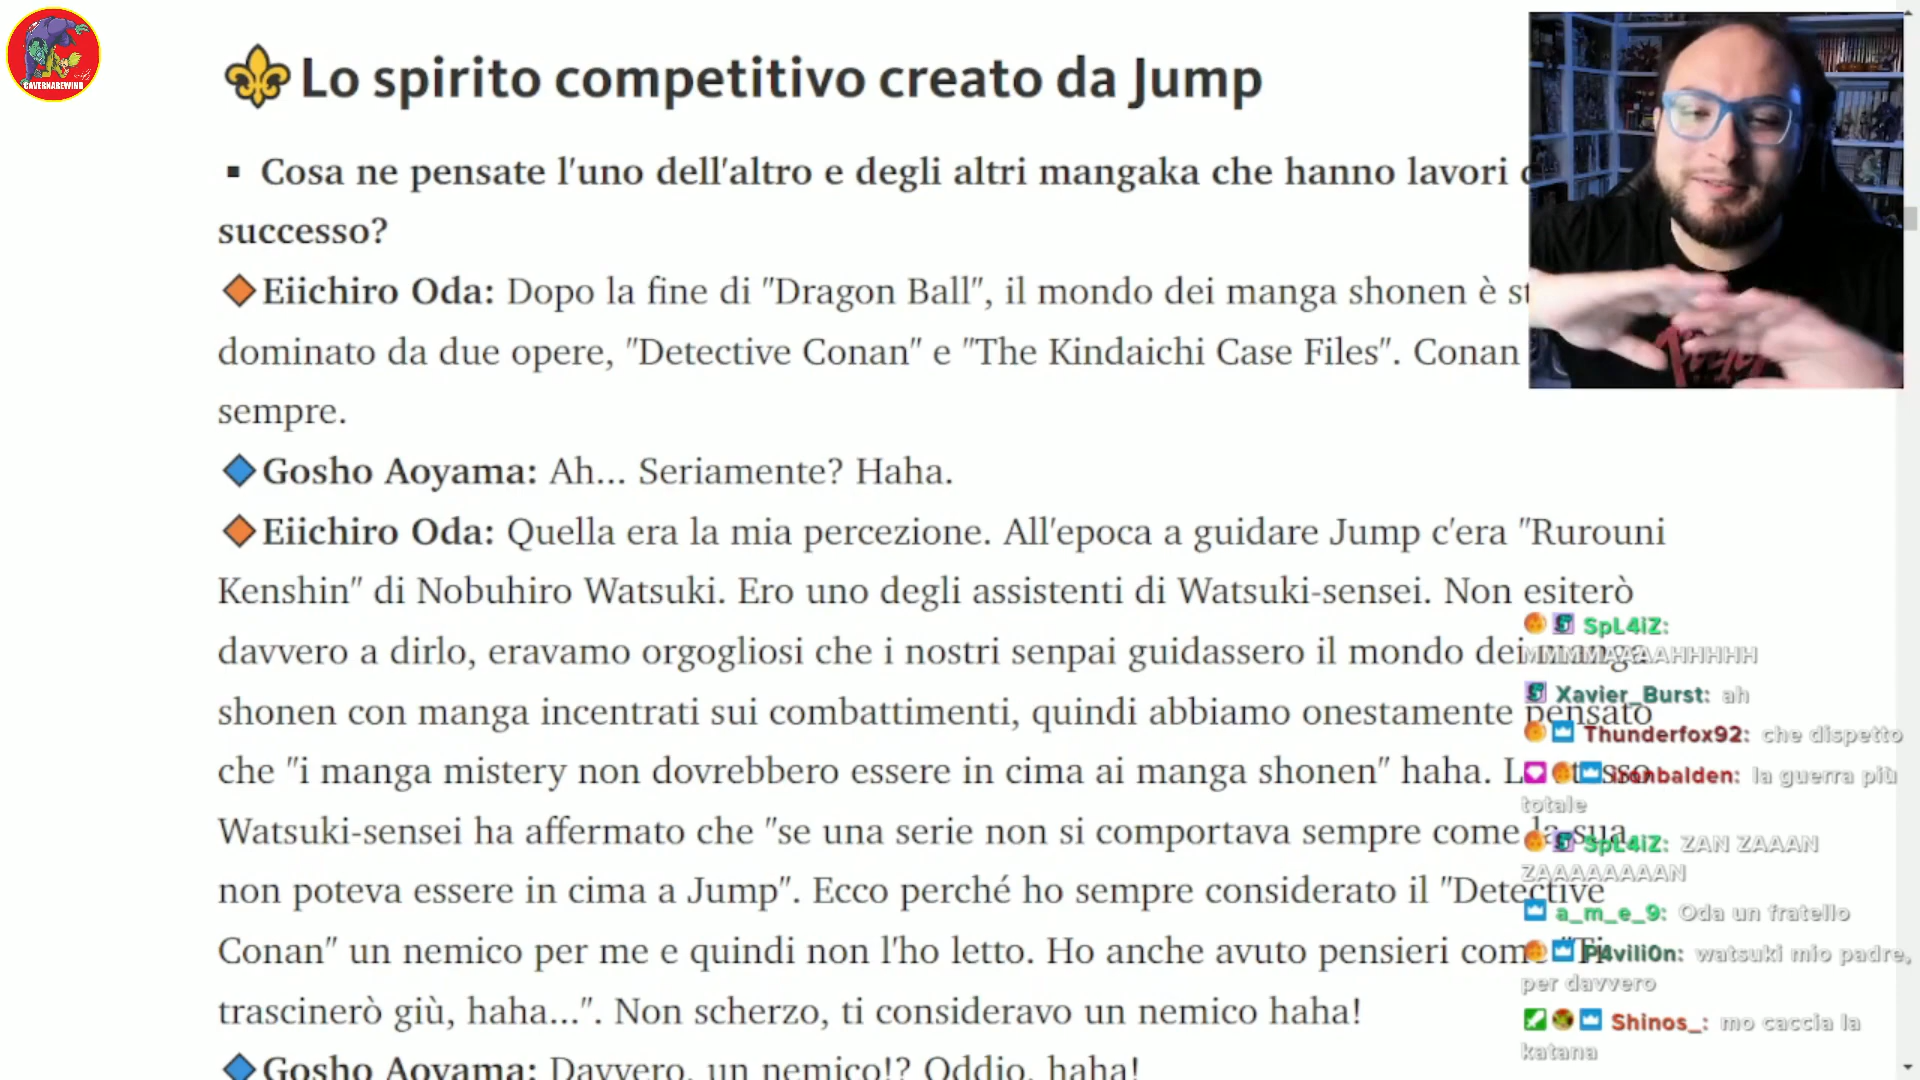 CAVERNAREWIND
Lo spirito competitivo creato da Jump
▪ Cosa ne pensate l'uno dell'altro e degli altri mangaka che hanno lavori
successo?
Eiichiro Oda: Dopo la fine di "Dragon Ball", il mondo dei manga shonen è
dominato da due opere, "Detective Conan" e "The Kindaichi Case Files". Conan
sempre.
Gosho Aoyama: Ah... Seriamente? Haha.
Eiichiro Oda: Quella era la mia percezione. All'epoca a guidare Jump c'era "Rurouni
Kenshin" di Nobuhiro Watsuki. Ero uno degli assistenti di Watsuki-sensei. Non esiterò
davvero a dirlo, eravamo orgogliosi che i nostri senpai guidassero il mondo dei manga
shonen con manga incentrati sui combattimenti, quindi abbiamo onestamente pensato
che "i manga mistery non dovrebbero essere in cima ai manga shonen" haha.
Watsuki-sensei ha affermato che "se una serie non si comportava sempre come la sua
non poteva essere in cima a Jump". Ecco perché ho sempre considerato il "Detective
Conan" un nemico per me e quindi non l'ho letto. Ho anche avuto pensieri come "Ti
trascinerò giù, haha...". Non scherzo, ti consideravo un nemico haha!
Gosho Aoyama: Davvero, un nemico!? Oddio, haha!
SpL4iZ:
Xavier_Burst: ah
Thunderfox92: che dispetto
ironbalden: la guerra più
totale
SpL4iZ: ZAN ZAAAN
ZAAAAAAAAN
a_m_e_9: Oda un fratello
P4vili0n: watsuki mio padre,
per davvero
Shinos_: mo caccia la
katana